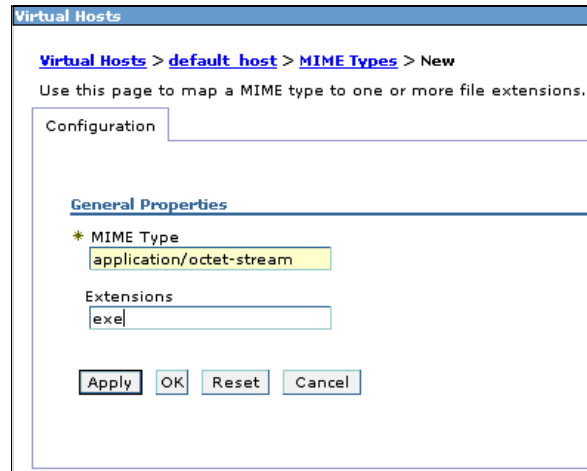 Virtual Hosts
Virtual Hosts > default_host > MIME Types > New
Use this page to map a MIME type to one or more file extensions.
Configuration
General Properties
* MIME Type
application/octet-stream
Extensions
exe
Apply OK Reset Cancel